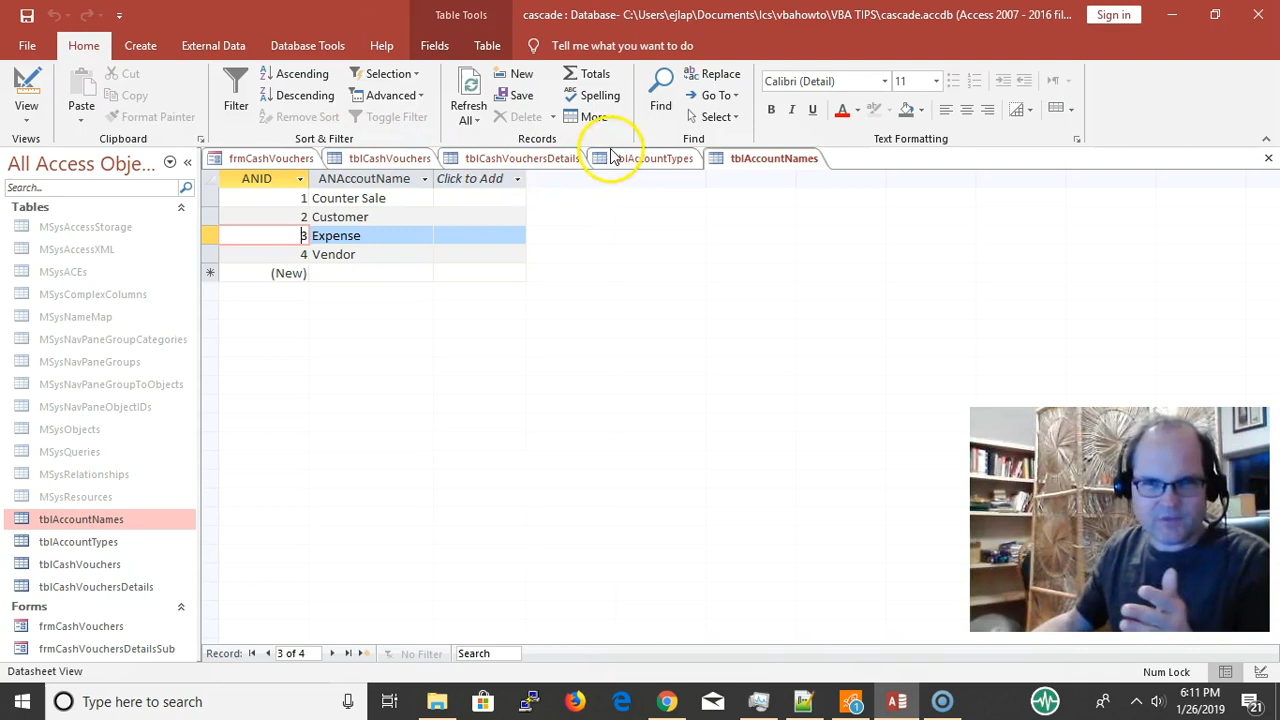 Table Tools
cascade : Database- C:\Users\ejlap\Documents\lcs\vbahowto\VBA TIPS\cascade.accdb (Access 2007 - 2016 fil...
Sign in
File
Home
Create
External Data
Database Tools
Help
Fields
Table
Tell me what you want to do
View
Views
Paste
Cut
Copy
Format Painter
Clipboard
Filter
Ascending
Descending
Remove Sort
Selection
Advanced
Toggle Filter
Sort & Filter
Refresh
All
New
Save
Delete
Totals
Spelling
More
Records
Find
Replace
Go To
Select
Find
Calibri (Detail)
11
B I U
Text Formatting
All Access Obje...
frmCashVouchers
tblCashVouchers
tblCashVouchersDetails
tblAccountTypes
tblAccountNames
Search...
Tables
MSysAccessStorage
MSysAccessXML
MSysACEs
MSysComplexColumns
MSysNameMap
MSysNavPaneGroupCategories
MSysNavPaneGroups
MSysNavPaneGroupToObjects
MSysNavPaneObjectIDs
MSysObjects
MSysQueries
MSysRelationships
MSysResources
tblAccountNames
tblAccountTypes
tblCashVouchers
tblCashVouchersDetails
Forms
frmCashVouchers
frmCashVouchersDetailsSub
ANID ANAccoutName Click to Add
1 Counter Sale
2 Customer
3 Expense
4 Vendor
(New)
Record: 3 of 4 No Filter Search
Datasheet View
Num Lock
Type here to search
6:11 PM
1/26/2019
21